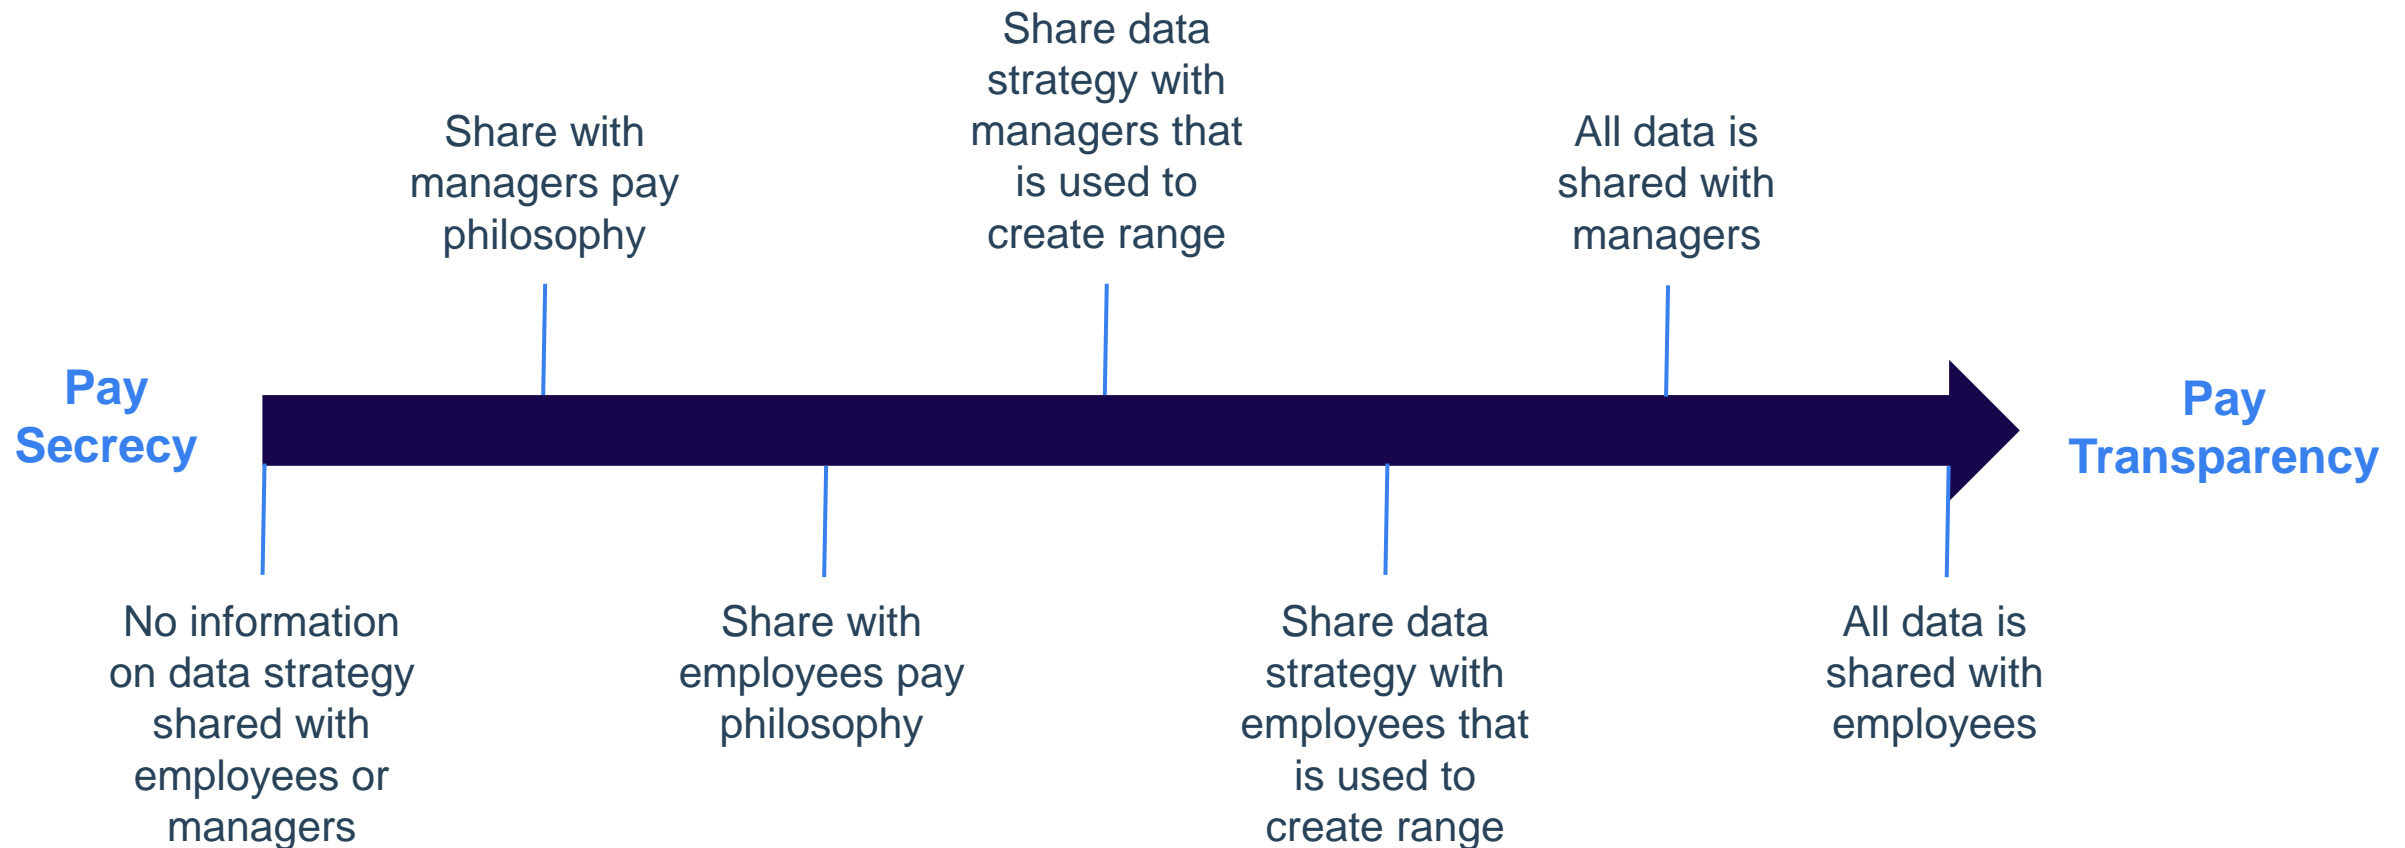 Share data
strategy with
managers that
is used to
create range
Share with
managers pay
philosophy
All data is
shared with
managers
Pay
Secrecy
Pay
Transparency
No information
on data strategy
shared with
employees or
managers
Share with
employees pay
philosophy
Share data
strategy with
employees that
is used to
create range
All data is
shared with
employees